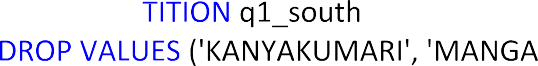 TITION q1_south
DROP VALUES ('KANYAKUMARI', 'MANGA